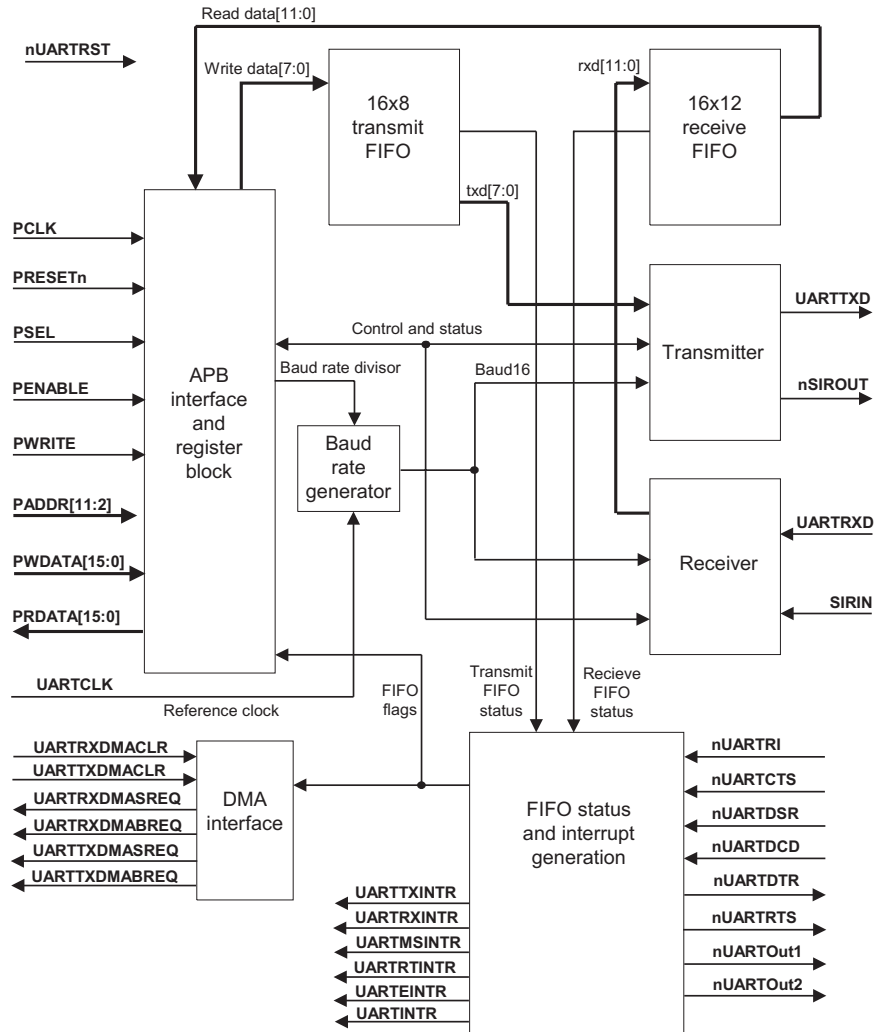 Read data[11:0]
nUARTRST
Write data[7:0]
rxd[11:0]
16x8
transmit
FIFO
16x12
receive
FIFO
txd[7:0]
PCLK
PRESETn
PSEL
PENABLE
PWRITE
PADDR[11:2]
PWDATA[15:0]
PRDATA[15:0]
UARTCLK
Reference clock
APB
interface
and
register
block
Control and status
Baud rate divisor
Baud16
Baud
rate
generator
Transmitter
UARTTXD
nSIROUT
Receiver
UARTRXD
SIRIN
FIFO
flags
Transmit
FIFO
status
Recieve
FIFO
status
UARTRXDMACLR
UARTTXDMACLR
UARTRXDMASREQ
UARTRXDMABREQ
UARTTXDMASREQ
UARTTXDMABREQ
DMA
interface
FIFO status
and interrupt
generation
nUARTRI
nUARTCTS
nUARTDSR
nUARTDCD
nUARTDTR
nUARTRTS
nUARTOut1
nUARTOut2
UARTTXINTR
UARTRXINTR
UARTMSINTR
UARTRTINTR
UARTEINTR
UARTINTR